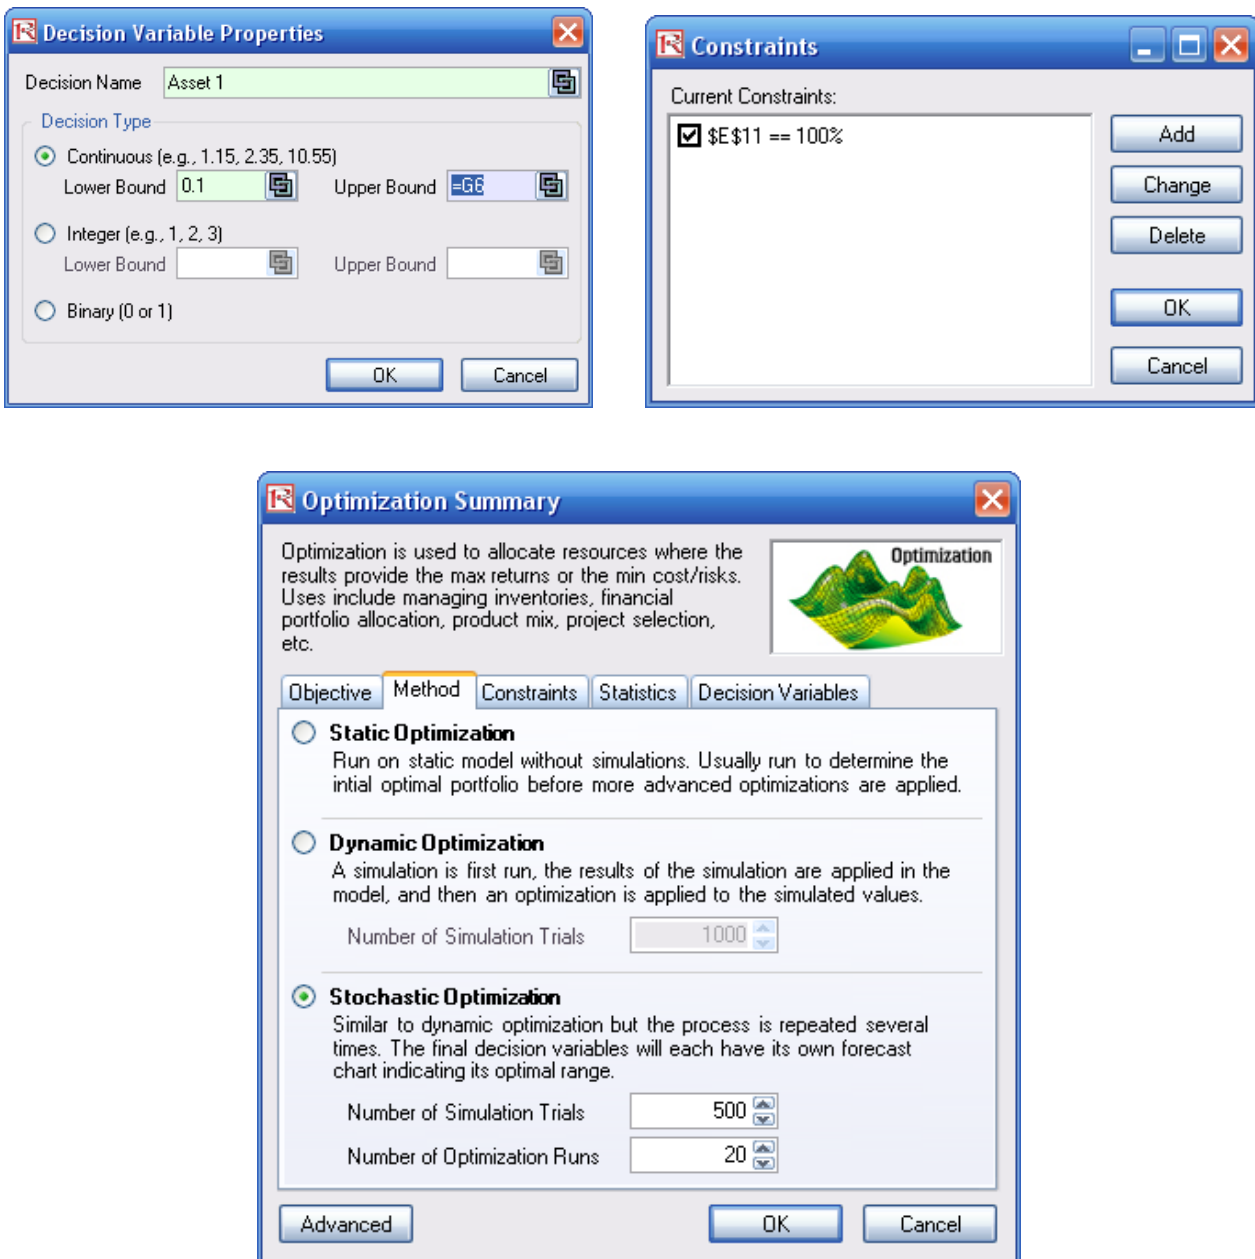 Decision Variable Properties
Decision Name Asset 1
Decision Type
Continuous (e.g., 1.15, 2.35, 10.55)
Lower Bound 0.1 Upper Bound =G6
Integer (e.g., 1, 2, 3)
Lower Bound Upper Bound
Binary (0 or 1)
OK Cancel
Constraints
Current Constraints:
$E$11 == 100%
Add
Change
Delete
OK
Cancel
Optimization Summary
Optimization is used to allocate resources where the
results provide the max returns or the min cost/risks.
Uses include managing inventories, financial
portfolio allocation, product mix, project selection,
etc.
Optimization
Objective Method Constraints Statistics Decision Variables
Static Optimization
Run on static model without simulations. Usually run to determine the
intial optimal portfolio before more advanced optimizations are applied.
Dynamic Optimization
A simulation is first run, the results of the simulation are applied in the
model, and then an optimization is applied to the simulated values.
Number of Simulation Trials 1000
Stochastic Optimization
Similar to dynamic optimization but the process is repeated several
times. The final decision variables will each have its own forecast
chart indicating its optimal range.
Number of Simulation Trials 500
Number of Optimization Runs 20
Advanced OK Cancel